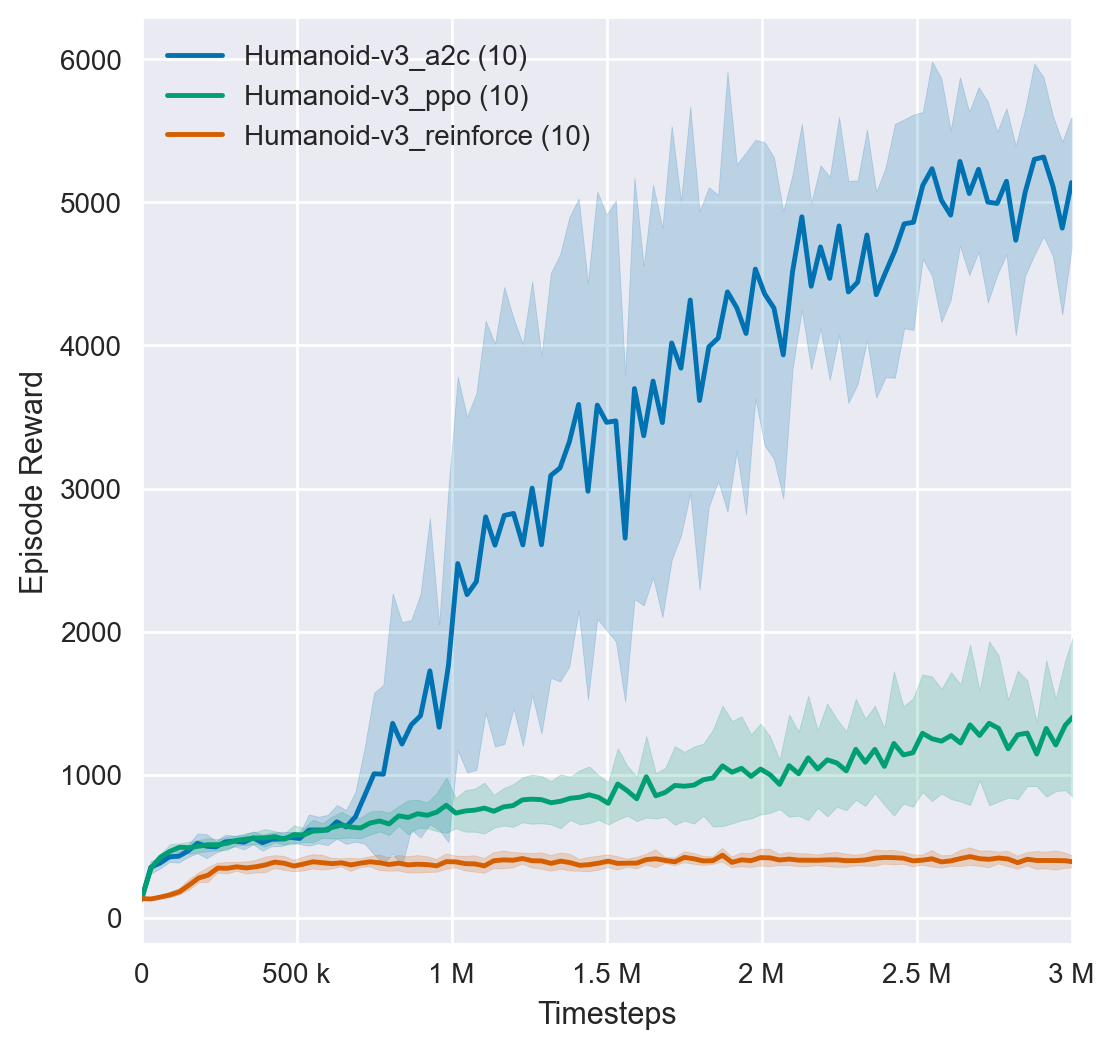 Humanoid-v3_a2c (10)
Humanoid-v3_ppo (10)
Humanoid-v3_reinforce (10)
6000
5000
4000
3000
2000
1000
0
Episode Reward
0 500 k 1 M 1.5 M 2 M 2.5 M 3 M
Timesteps